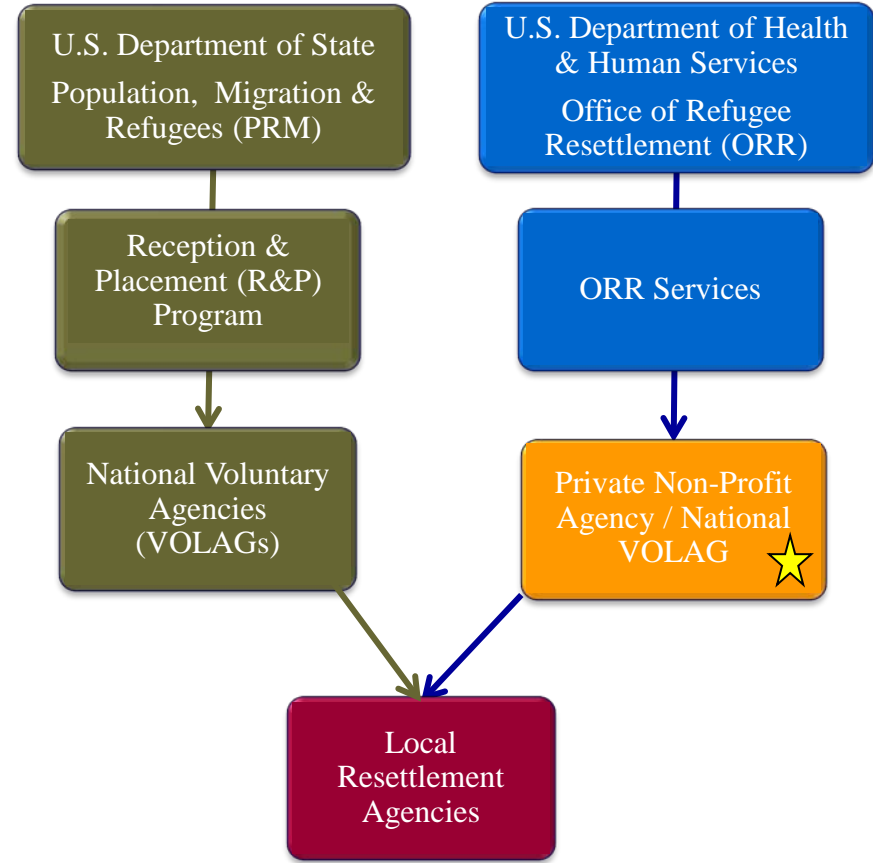 U.S. Department of State
Population, Migration &
Refugees (PRM)
U.S. Department of Health
& Human Services
Office of Refugee
Resettlement (ORR)
Reception &
Placement (R&P)
Program
ORR Services
National Voluntary
Agencies
(VOLAGs)
Private Non-Profit
Agency / National
VOLAG
Local
Resettlement
Agencies